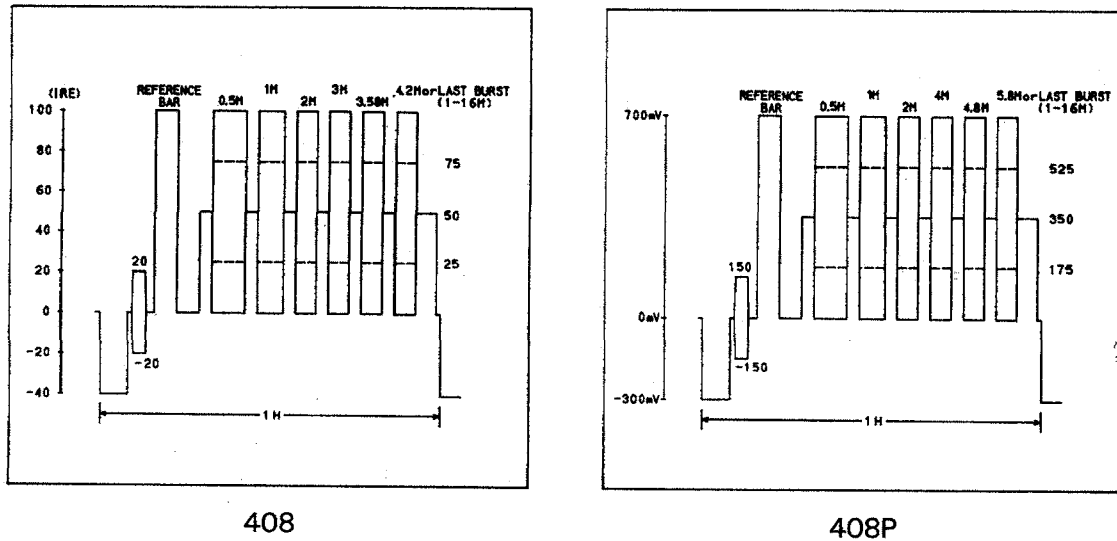 (IRE)
100
80
60
40
20
0
-20
-40
REFERENCE
BAR
0.5M
1M
2M
3M
3.58M
4.2MorLAST BURST
(1-16M)
75
50
25
20
-20
1H
408
700mV
0mV
-300mV
REFERENCE
BAR
0.5M
1M
2M
4M
4.8M
5.8MorLAST BURST
(1-16M)
525
350
175
150
-150
1H
408P